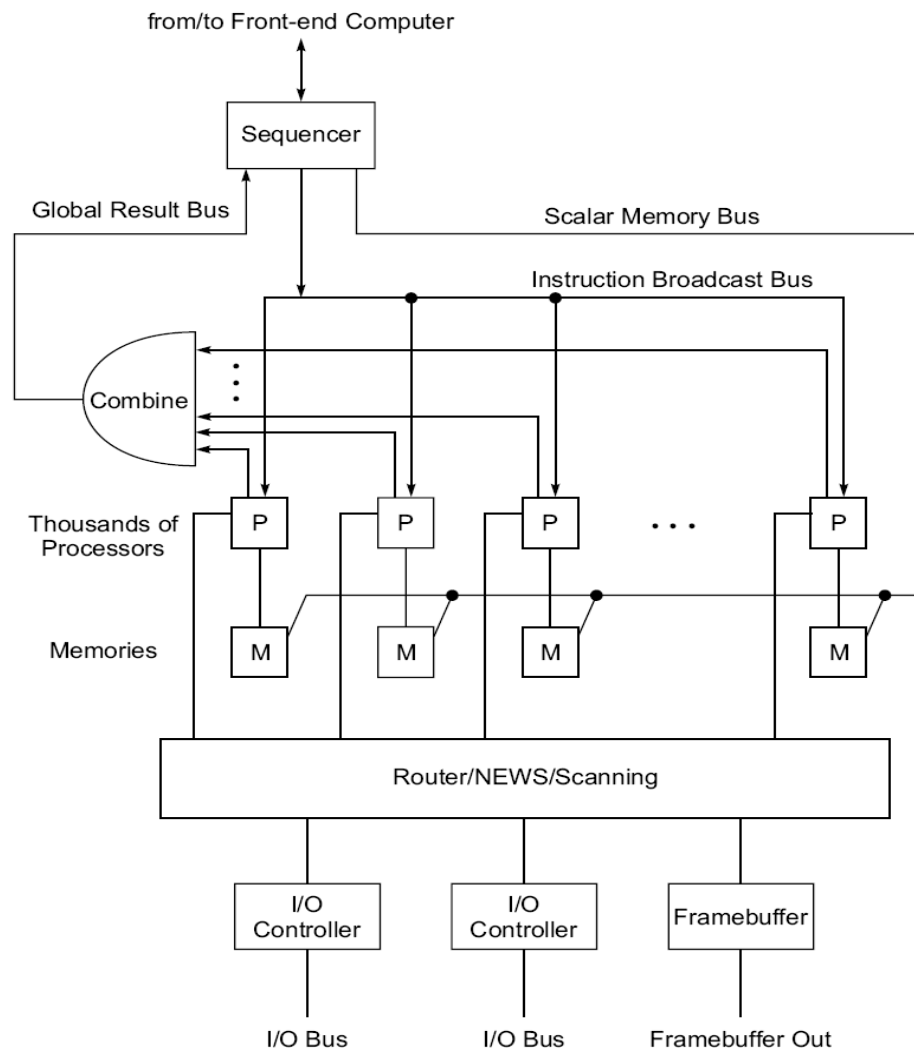 from/to Front-end Computer
Sequencer
Global Result Bus
Scalar Memory Bus
Instruction Broadcast Bus
Combine
Thousands of
Processors
P
P
P
P
Memories
M
M
M
M
Router/NEWS/Scanning
I/O
Controller
I/O
Controller
Framebuffer
I/O Bus
I/O Bus
Framebuffer Out